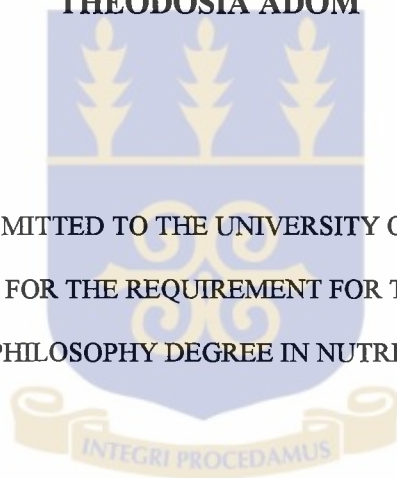 THEODOSIA ADOM
MITTED TO THE UNIVERSITY O
FOR THE REQUIREMENT FOR T
PHILOSOPHY DEGREE IN NUTRI
INTEGRI PROCEDAMUS